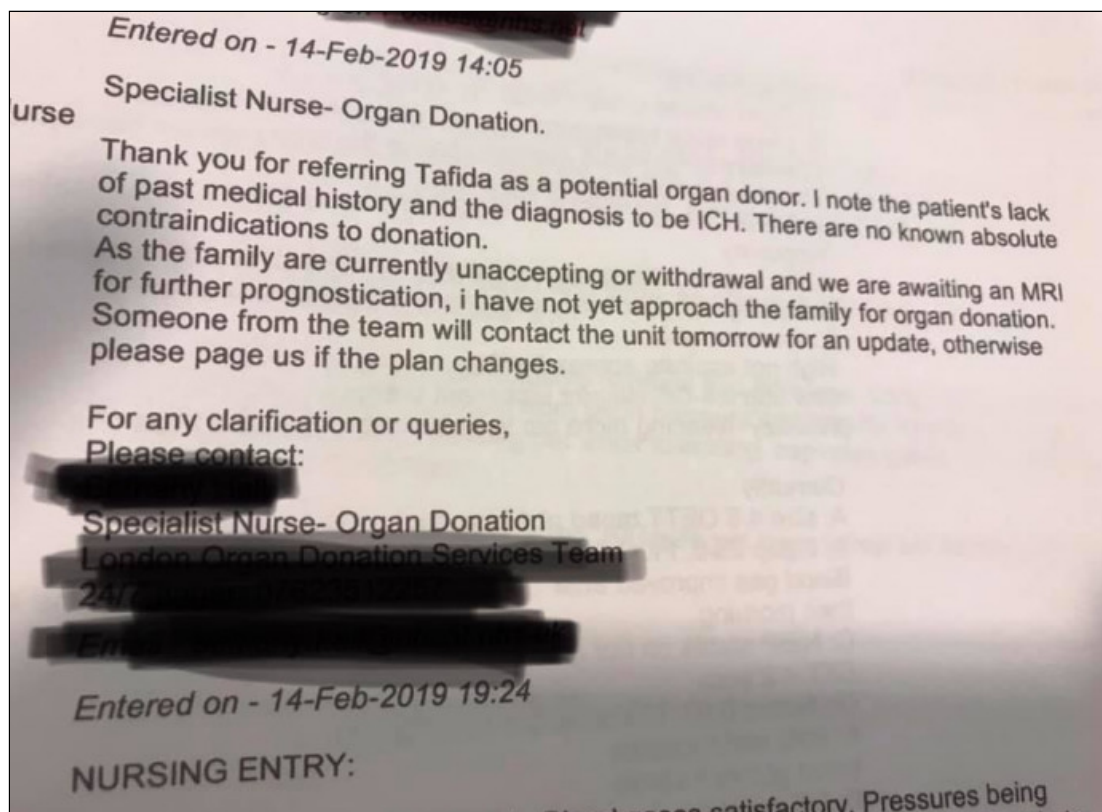 Entered on - 14-Feb-2019 14:05
Specialist Nurse- Organ Donation.
urse
Thank you for referring Tafida as a potential organ donor. I note the patient's lack
of past medical history and the diagnosis to be ICH. There are no known absolute
contraindications to donation.
As the family are currently unaccepting or withdrawal and we are awaiting an MRI
for further prognostication, i have not yet approach the family for organ donation.
Someone from the team will contact the unit tomorrow for an update, otherwise
please page us if the plan changes.
For any clarification or queries,
Please contact:
Specialist Nurse- Organ Donation
London Organ Donation Services Team
Entered on - 14-Feb-2019 19:24
NURSING ENTRY:
satisfactory. Pressures being